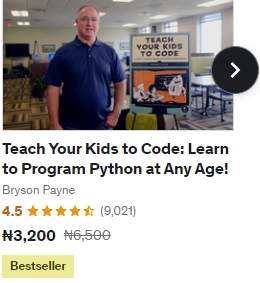 TEACH
YOUR KIDS
TO CODE
Teach Your Kids to Code: Learn
to Program Python at Any Age!
Bryson Payne
4.5 (9,021)
₦3,200 ₦6,500
Bestseller